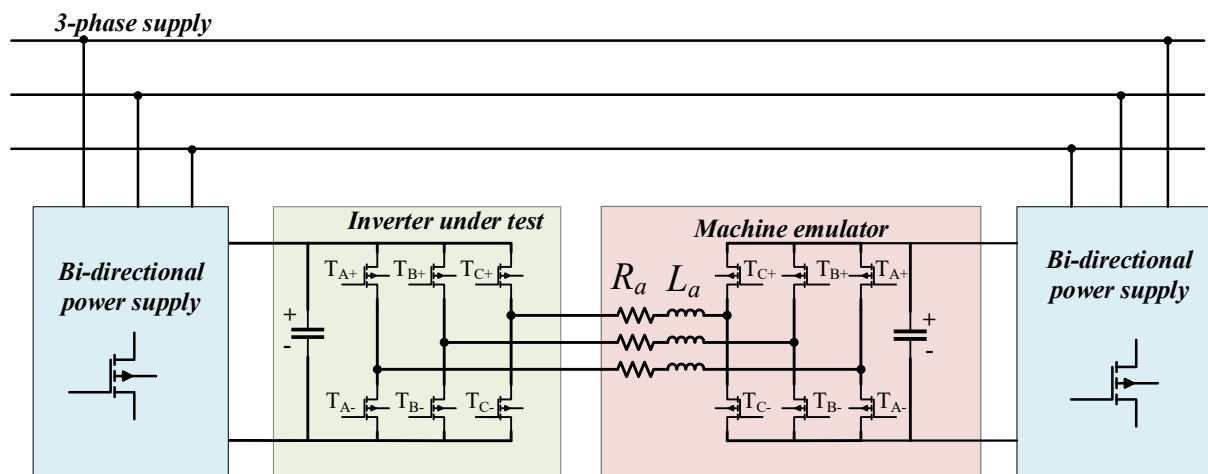 3-phase supply
Bi-directional
power supply
Inverter under test
T_A+ T_B+ T_C+
+
-
T_A- T_B- T_C-
R_a L_a
Machine emulator
T_C+ T_B+ T_A+
+
-
T_C- T_B- T_A-
Bi-directional
power supply